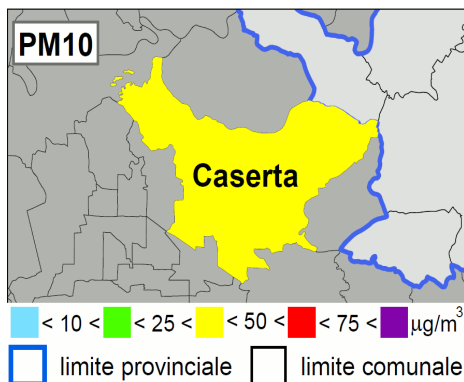 PM10
Caserta
< 10 < < 25 < < 50 < < 75 < µg/m³
limite provinciale limite comunale